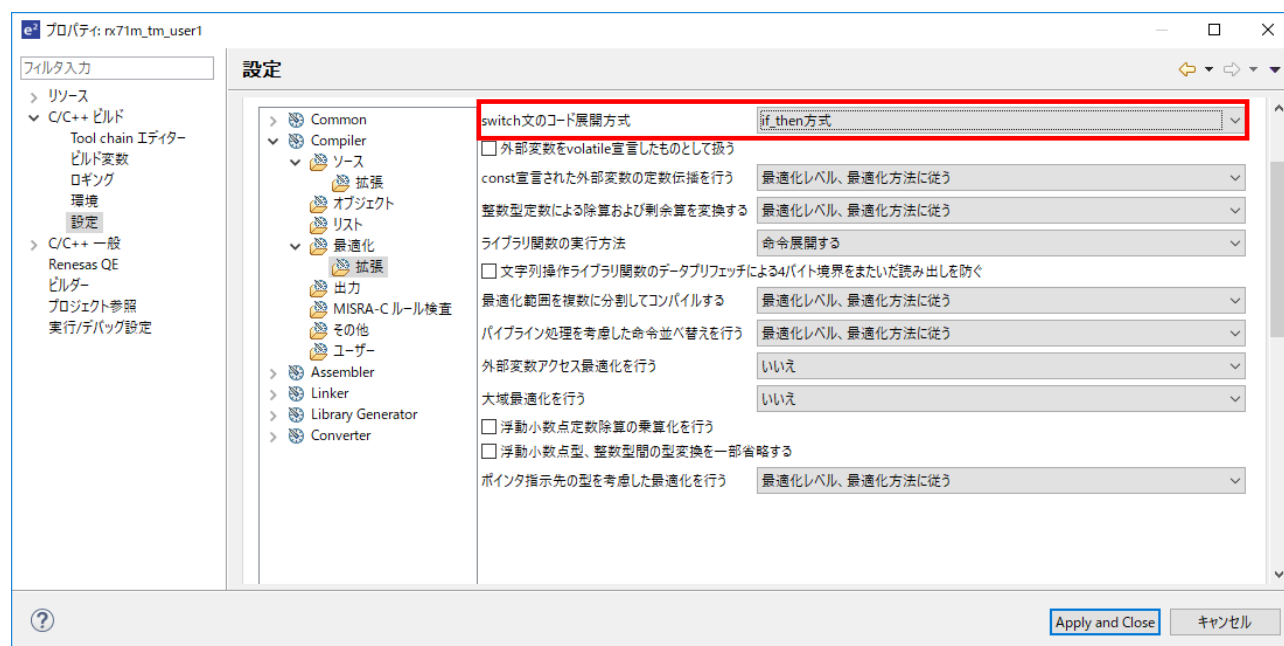 e² プロパティ: rx71m_tm_user1
フィルタ入力
リソース
C/C++ ビルド
Tool chain エディター
ビルド変数
ロギング
環境
設定
C/C++ 一般
Renesas QE
ビルダー
プロジェクト参照
実行/デバッグ設定
設定
Common
Compiler
ソース
拡張
オブジェクト
リスト
最適化
拡張
出力
MISRA-C ルール検査
その他
ユーザー
Assembler
Linker
Library Generator
Converter
switch文のコード展開方式 if_then方式
外部変数をvolatile宣言したものとして扱う
const宣言された外部変数の定数伝播を行う 最適化レベル、最適化方法に従う
整数型定数による除算および剰余算を変換する 最適化レベル、最適化方法に従う
ライブラリ関数の実行方法 命令展開する
文字列操作ライブラリ関数のデータプリフェッチによる4バイト境界をまたいだ読み出しを防ぐ
最適化範囲を複数に分割してコンパイルする 最適化レベル、最適化方法に従う
パイプライン処理を考慮した命令並べ替えを行う 最適化レベル、最適化方法に従う
外部変数アクセス最適化を行う いいえ
大域最適化を行う いいえ
浮動小数点定数除算の乗算化を行う
浮動小数点型、整数型間の型変換を一部省略する
ポインタ指示先の型を考慮した最適化を行う 最適化レベル、最適化方法に従う
? Apply and Close キャンセル